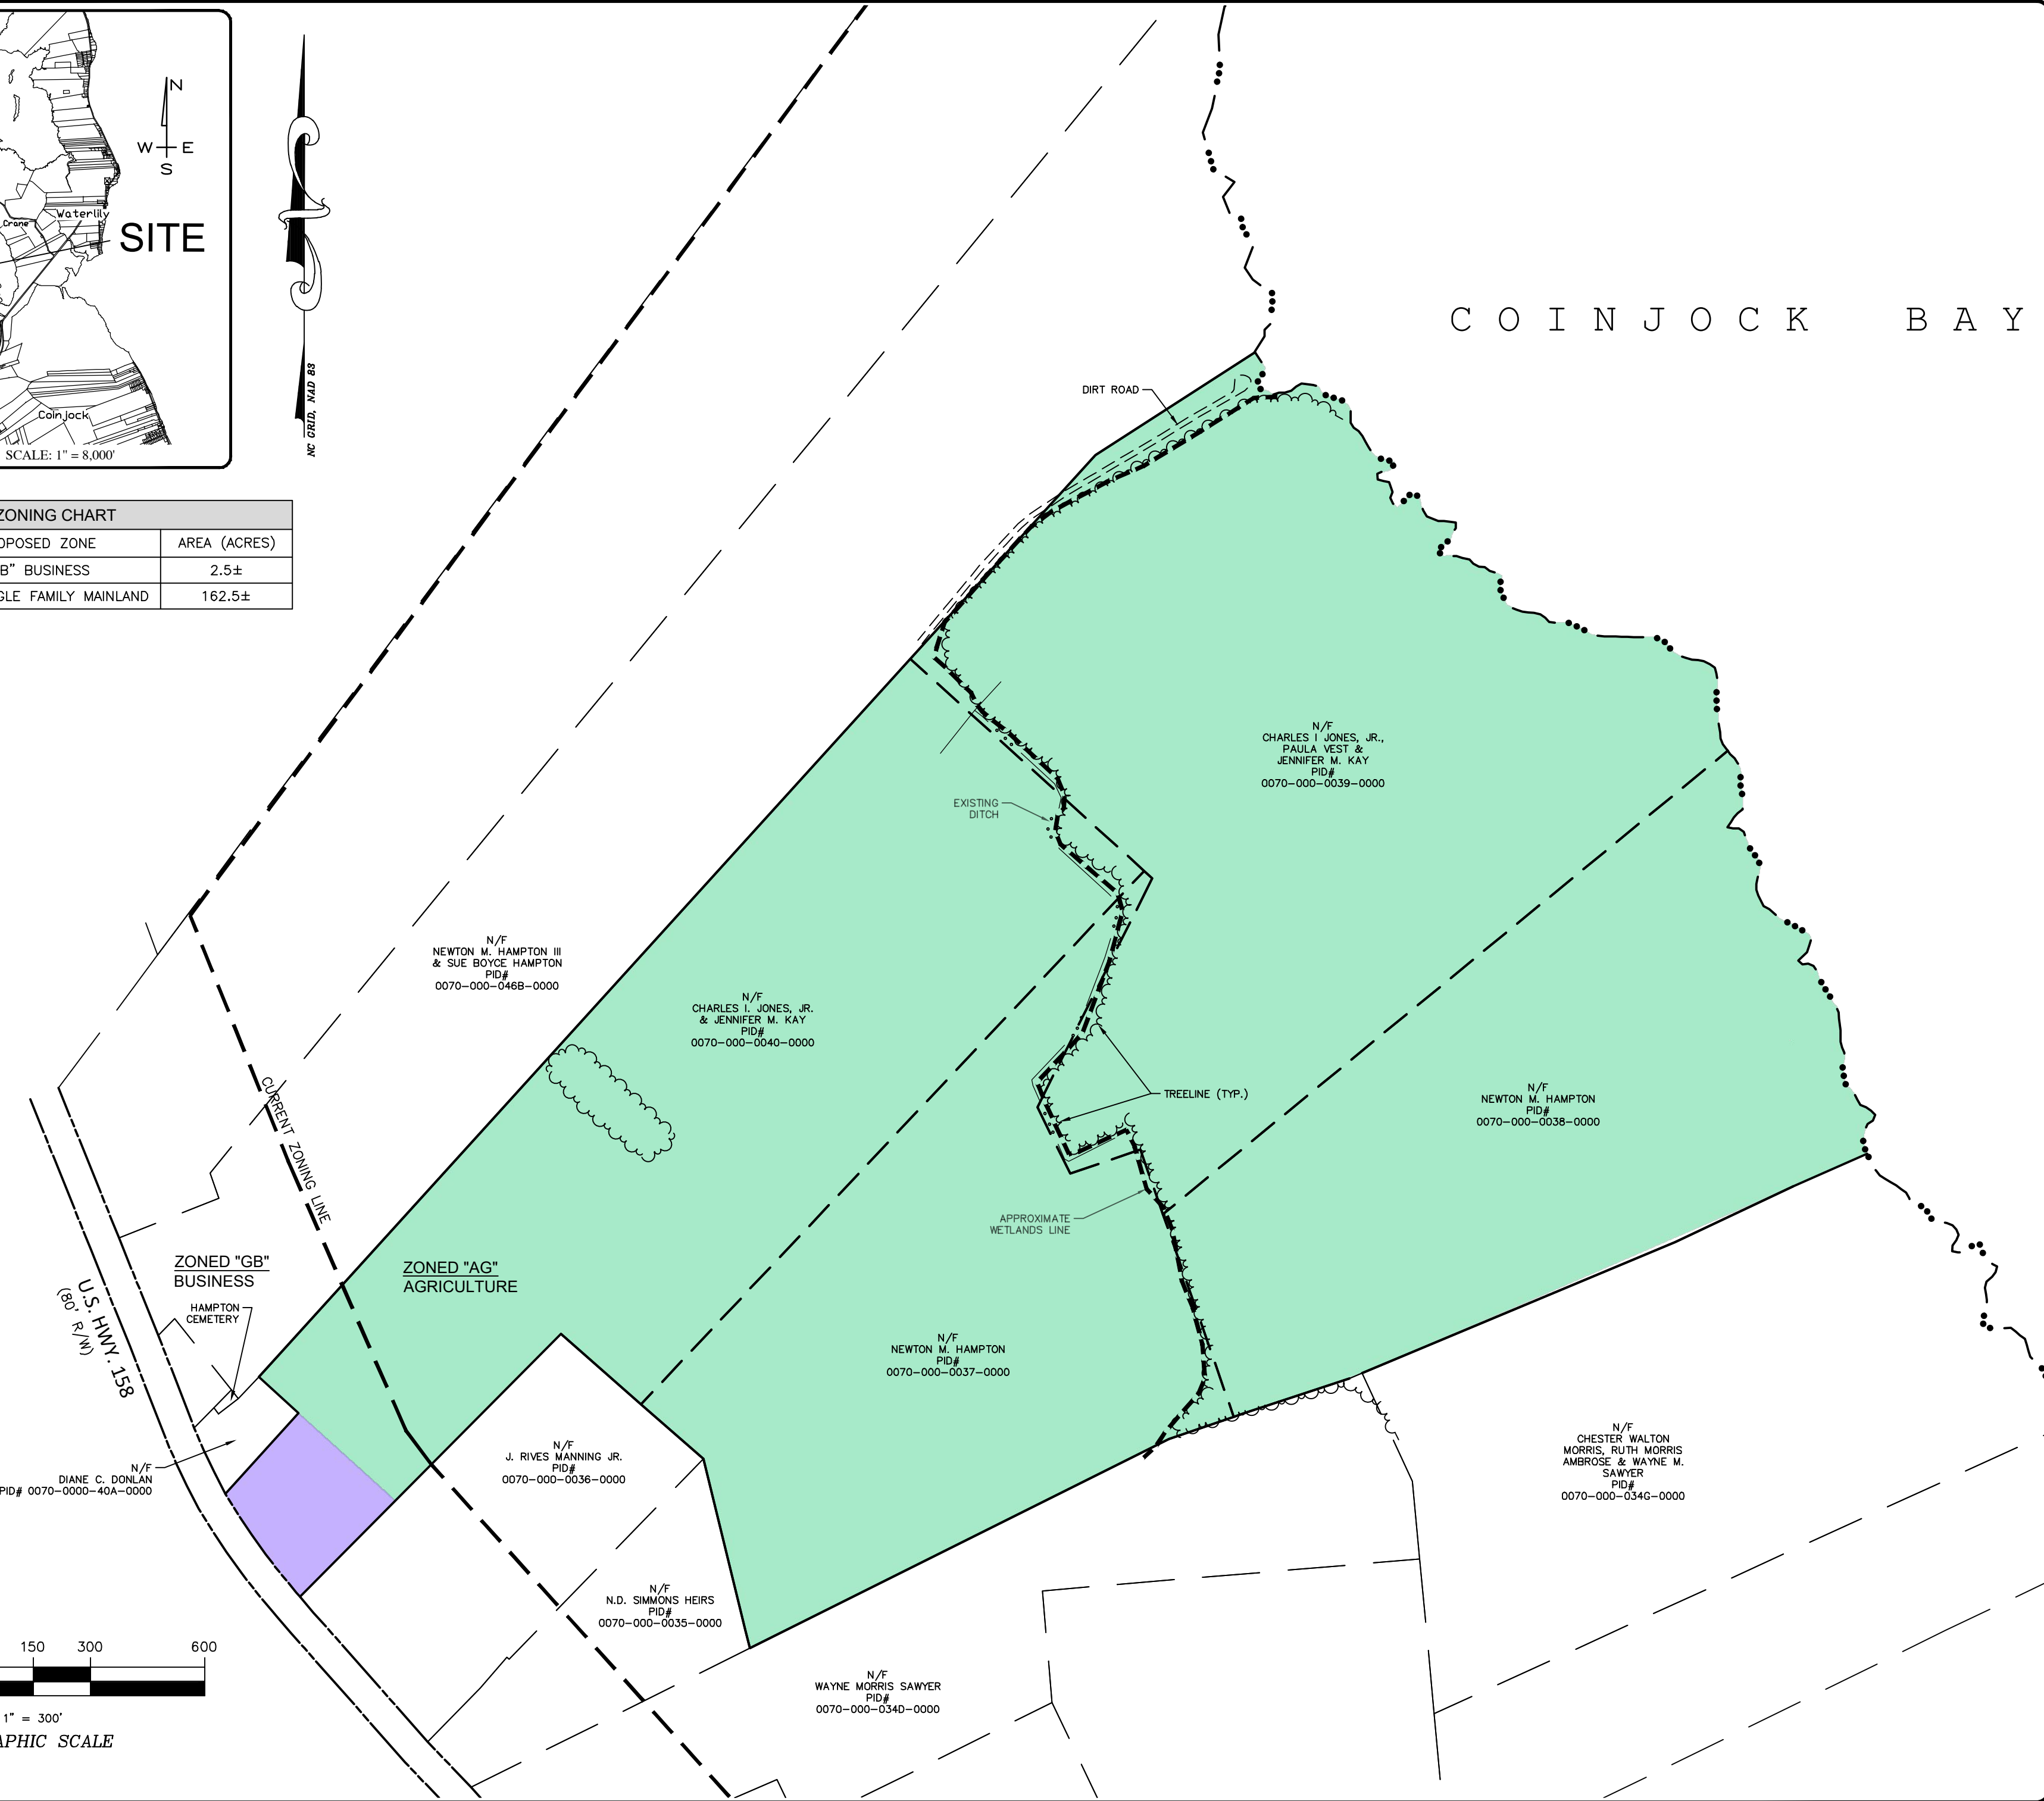 N
W E
S
Waterlily
Crane
SITE
Coinjock
SCALE: 1" = 8,000'
NC GRID, NAD 83
COINJOCK BAY
ZONING CHART
OPOSED ZONE AREA (ACRES)
B" BUSINESS 2.5±
GLE FAMILY MAINLAND 162.5±
DIRT ROAD
N/F
CHARLES I JONES, JR.,
PAULA VEST &
JENNIFER M. KAY
PID#
0070-000-0039-0000
EXISTING
DITCH
N/F
NEWTON M. HAMPTON III
& SUE BOYCE HAMPTON
PID#
0070-000-046B-0000
N/F
CHARLES I. JONES, JR.
& JENNIFER M. KAY
PID#
0070-000-0040-0000
CURRENT ZONING LINE
TREELINE (TYP.)
N/F
NEWTON M. HAMPTON
PID#
0070-000-0038-0000
APPROXIMATE
WETLANDS LINE
ZONED "GB"
BUSINESS
ZONED "AG"
AGRICULTURE
HAMPTON
CEMETERY
U.S. HWY. 158
(80' R/W)
N/F
NEWTON M. HAMPTON
PID#
0070-000-0037-0000
N/F
DIANE C. DONLAN
PID# 0070-0000-40A-0000
N/F
J. RIVES MANNING JR.
PID#
0070-000-0036-0000
N/F
CHESTER WALTON
MORRIS, RUTH MORRIS
AMBROSE & WAYNE M.
SAWYER
PID#
0070-000-034G-0000
N/F
N.D. SIMMONS HEIRS
PID#
0070-000-0035-0000
N/F
WAYNE MORRIS SAWYER
PID#
0070-000-034D-0000
150 300 600
1" = 300'
APHIC SCALE